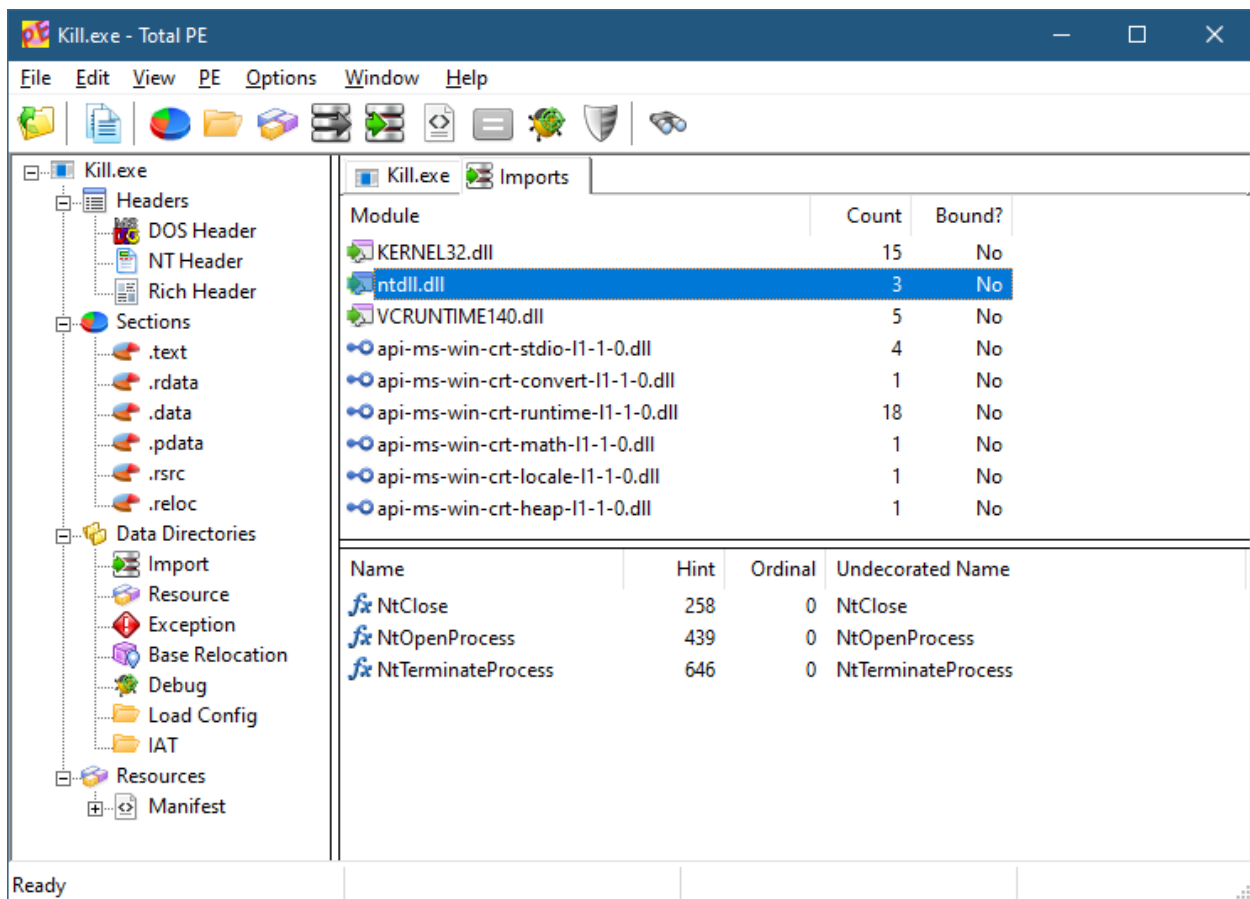 Kill.exe - Total PE
File Edit View PE Options Window Help
Kill.exe
Headers
DOS Header
NT Header
Rich Header
Sections
.text
.rdata
.data
.pdata
.rsrc
.reloc
Data Directories
Import
Resource
Exception
Base Relocation
Debug
Load Config
IAT
Resources
Manifest
Kill.exe Imports
Module Count Bound?
KERNEL32.dll 15 No
ntdll.dll 3 No
VCRUNTIME140.dll 5 No
api-ms-win-crt-stdio-l1-1-0.dll 4 No
api-ms-win-crt-convert-l1-1-0.dll 1 No
api-ms-win-crt-runtime-l1-1-0.dll 18 No
api-ms-win-crt-math-l1-1-0.dll 1 No
api-ms-win-crt-locale-l1-1-0.dll 1 No
api-ms-win-crt-heap-l1-1-0.dll 1 No
Name Hint Ordinal Undecorated Name
NtClose 258 0 NtClose
NtOpenProcess 439 0 NtOpenProcess
NtTerminateProcess 646 0 NtTerminateProcess
Ready